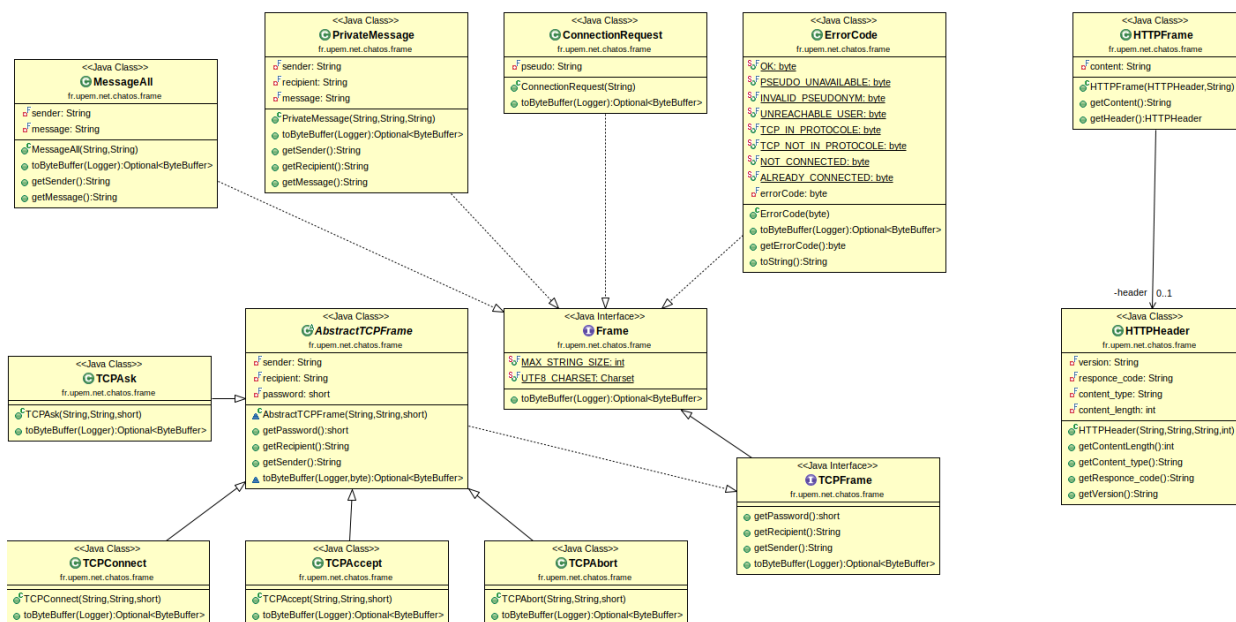 <<Java Class>>
MessageAll
fr.upem.net.chatos.frame
sender: String
message: String
MessageAll(String,String)
toByteBuffer(Logger):Optional<ByteBuffer>
getSender():String
getMessage():String
<<Java Class>>
PrivateMessage
fr.upem.net.chatos.frame
sender: String
recipient: String
message: String
PrivateMessage(String,String,String)
toByteBuffer(Logger):Optional<ByteBuffer>
getSender():String
getRecipient():String
getMessage():String
<<Java Class>>
ConnectionRequest
fr.upem.net.chatos.frame
pseudo: String
ConnectionRequest(String)
toByteBuffer(Logger):Optional<ByteBuffer>
<<Java Class>>
ErrorCode
fr.upem.net.chatos.frame
OK: byte
PSEUDO_UNAVAILABLE: byte
INVALID_PSEUDONYM: byte
UNREACHABLE_USER: byte
TCP_IN_PROTOCOLE: byte
TCP_NOT_IN_PROTOCOLE: byte
NOT_CONNECTED: byte
ALREADY_CONNECTED: byte
errorCode: byte
ErrorCode(byte)
toByteBuffer(Logger):Optional<ByteBuffer>
getErrorCode():byte
toString():String
<<Java Class>>
HTTPFrame
fr.upem.net.chatos.frame
content: String
HTTPFrame(HTTPHeader,String)
getContent():String
getHeader():HTTPHeader
-header 0..1
<<Java Class>>
AbstractTCPFrame
fr.upem.net.chatos.frame
sender: String
recipient: String
password: short
AbstractTCPFrame(String,String,short)
getPassword():short
getRecipient():String
getSender():String
toByteBuffer(Logger,byte):Optional<ByteBuffer>
<<Java Interface>>
Frame
fr.upem.net.chatos.frame
MAX_STRING_SIZE: int
UTF8_CHARSET: Charset
toByteBuffer(Logger):Optional<ByteBuffer>
<<Java Class>>
HTTPHeader
fr.upem.net.chatos.frame
version: String
responce_code: String
content_type: String
content_length: int
HTTPHeader(String,String,String,int)
getContentLength():int
getContent_type():String
getResponce_code():String
getVersion():String
<<Java Class>>
TCPAsk
fr.upem.net.chatos.frame
TCPAsk(String,String,short)
toByteBuffer(Logger):Optional<ByteBuffer>
<<Java Interface>>
TCPFrame
fr.upem.net.chatos.frame
getPassword():short
getRecipient():String
getSender():String
toByteBuffer(Logger):Optional<ByteBuffer>
<<Java Class>>
TCPConnect
fr.upem.net.chatos.frame
TCPConnect(String,String,short)
toByteBuffer(Logger):Optional<ByteBuffer>
<<Java Class>>
TCPAccept
fr.upem.net.chatos.frame
TCPAccept(String,String,short)
toByteBuffer(Logger):Optional<ByteBuffer>
<<Java Class>>
TCPAbort
fr.upem.net.chatos.frame
TCPAbort(String,String,short)
toByteBuffer(Logger):Optional<ByteBuffer>